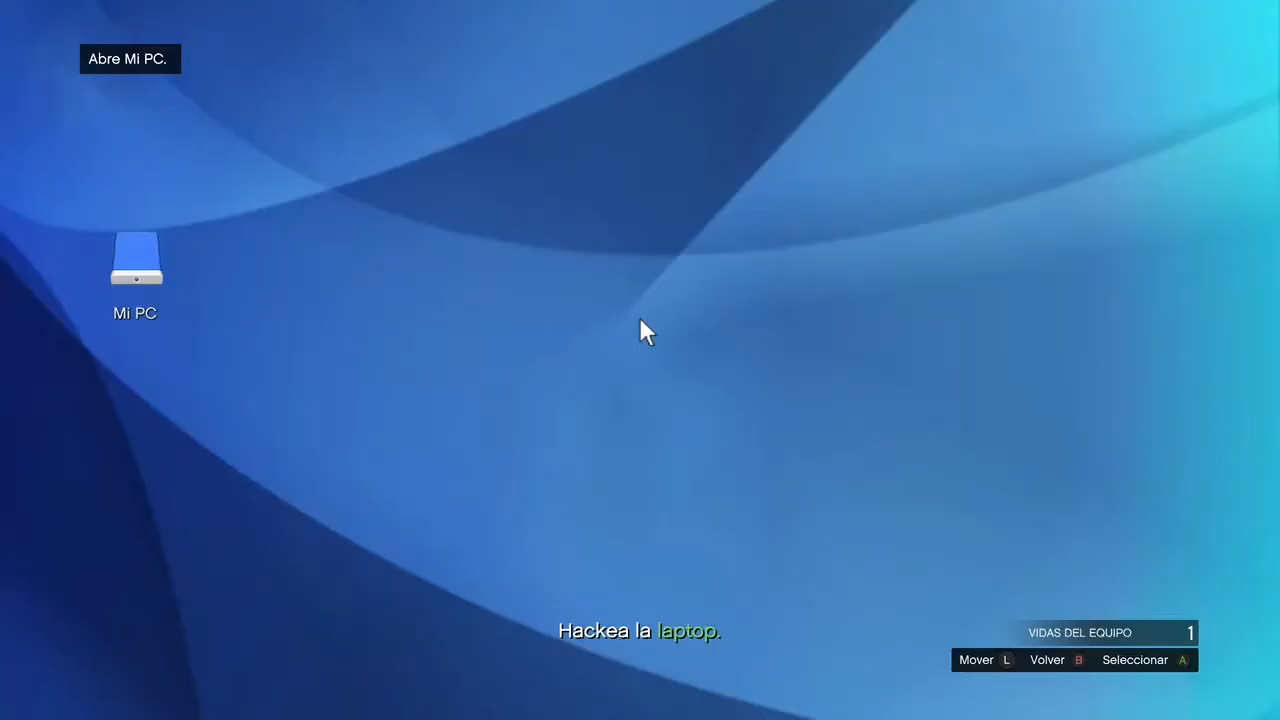 Abre Mi PC.
Mi PC
Hackea la laptop.
VIDAS DEL EQUIPO 1
Mover L Volver B Seleccionar A